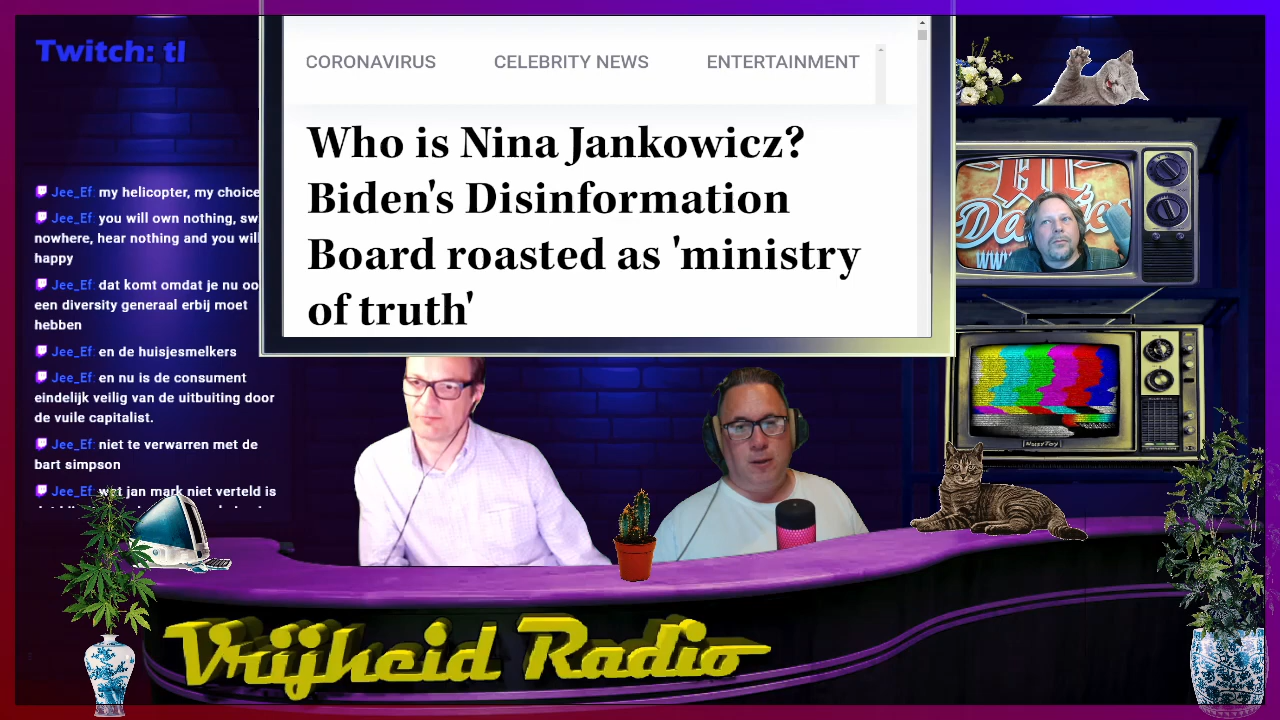 Twitch: tl
CORONAVIRUS CELEBRITY NEWS ENTERTAINMENT
Who is Nina Jankowicz?
Biden's Disinformation
Board roasted as 'ministry
of truth'
Jee_Ef: my helicopter, my choice
Jee_Ef: you will own nothing, sw
nowhere, hear nothing and you wil
happy
Jee_Ef: dat komt omdat je nu oo
een diversity generaal erbij moet
hebben
Jee_Ef: en de huisjesmelkers
Jee_Ef: en nu is de consument
eindelijk veilig van de uitbuiting door
de vuile capitalist.
Jee_Ef: niet te verwarren met de
bart simpson
Jee_Ef: wat jan mark niet verteld is
Vrijheid Radio